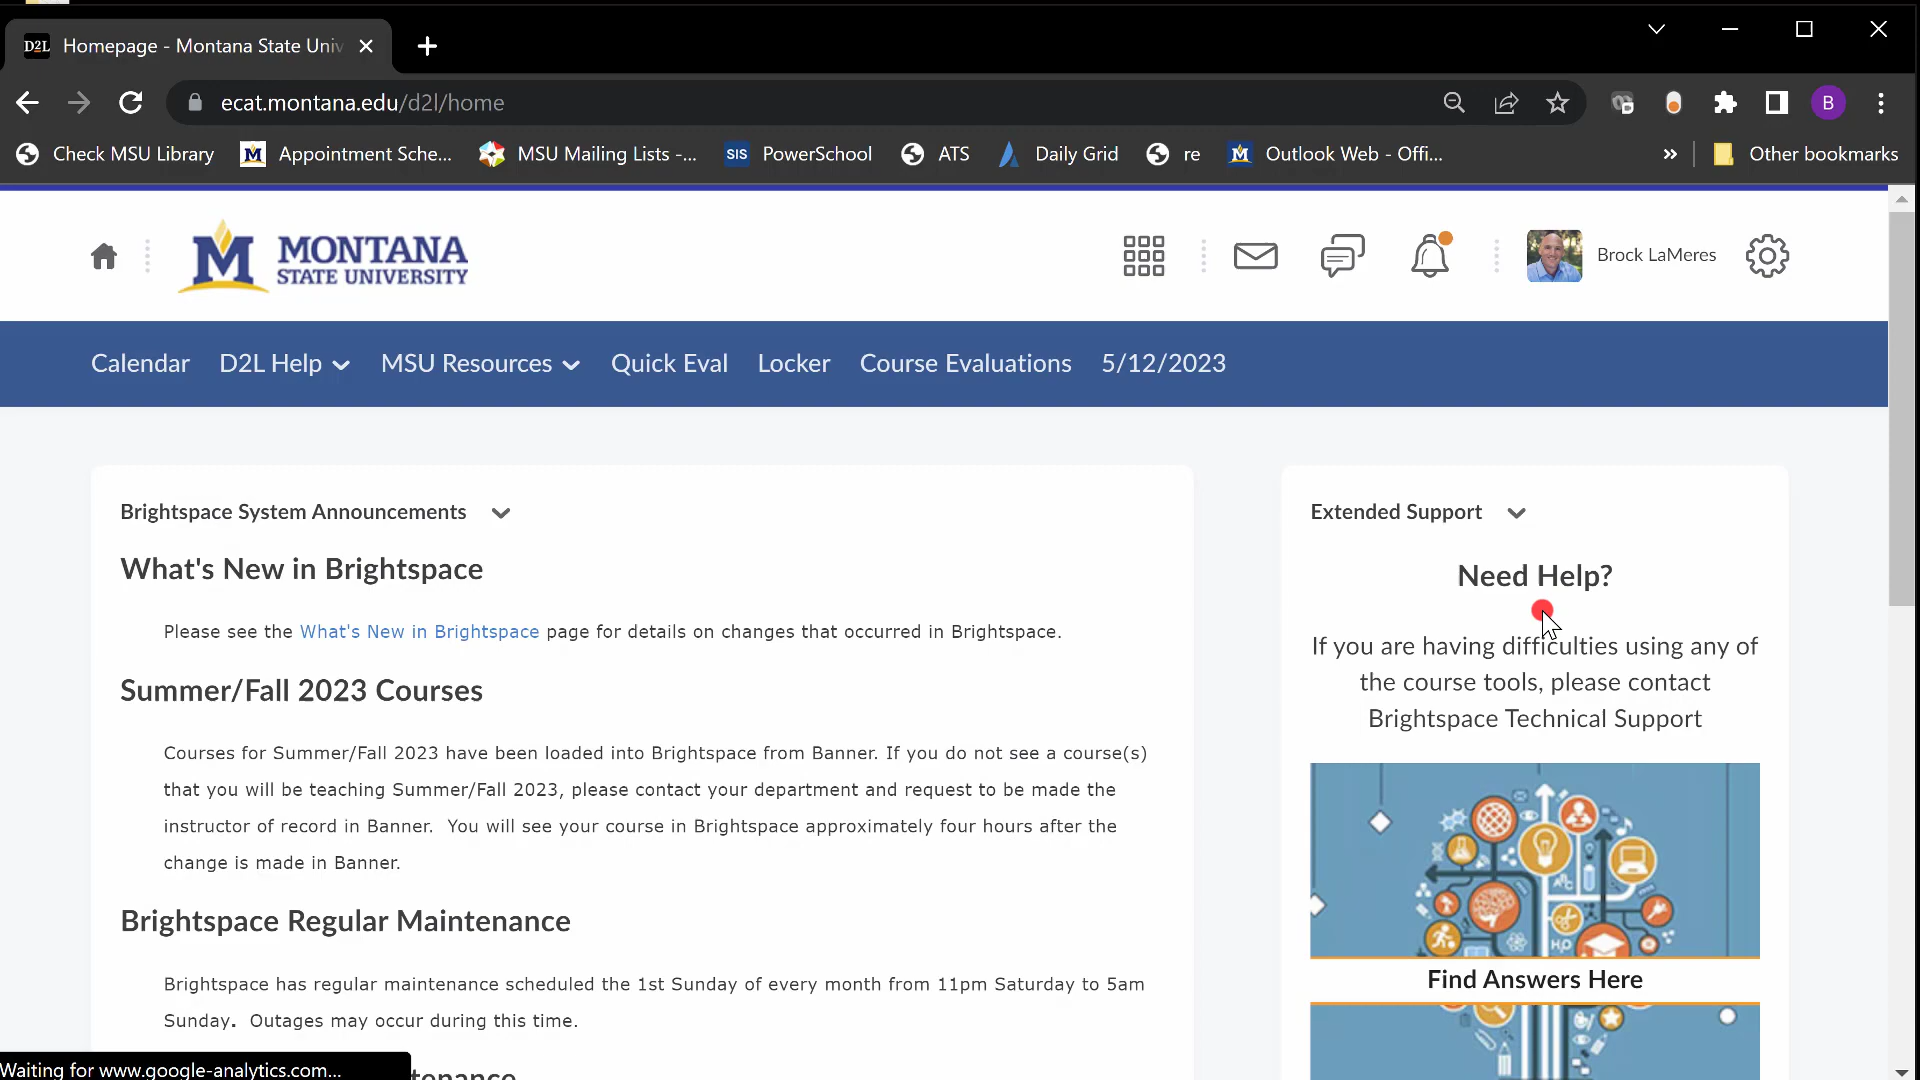 D2L Homepage - Montana State Univ
ecat.montana.edu/d2l/home
B
Check MSU Library
M Appointment Sche...
MSU Mailing Lists -...
SIS PowerSchool
ATS
Daily Grid
re
M Outlook Web - Offi...
»
Other bookmarks
M MONTANA
STATE UNIVERSITY
Brock LaMeres
Calendar D2L Help MSU Resources Quick Eval Locker Course Evaluations 5/12/2023
Brightspace System Announcements
What's New in Brightspace
Please see the What's New in Brightspace page for details on changes that occurred in Brightspace.
Summer/Fall 2023 Courses
Courses for Summer/Fall 2023 have been loaded into Brightspace from Banner. If you do not see a course(s)
that you will be teaching Summer/Fall 2023, please contact your department and request to be made the
instructor of record in Banner. You will see your course in Brightspace approximately four hours after the
change is made in Banner.
Brightspace Regular Maintenance
Brightspace has regular maintenance scheduled the 1st Sunday of every month from 11pm Saturday to 5am
Sunday. Outages may occur during this time.
Extended Support
Need Help?
If you are having difficulties using any of
the course tools, please contact
Brightspace Technical Support
H₂O
Find Answers Here
Waiting for www.google-analytics.com...